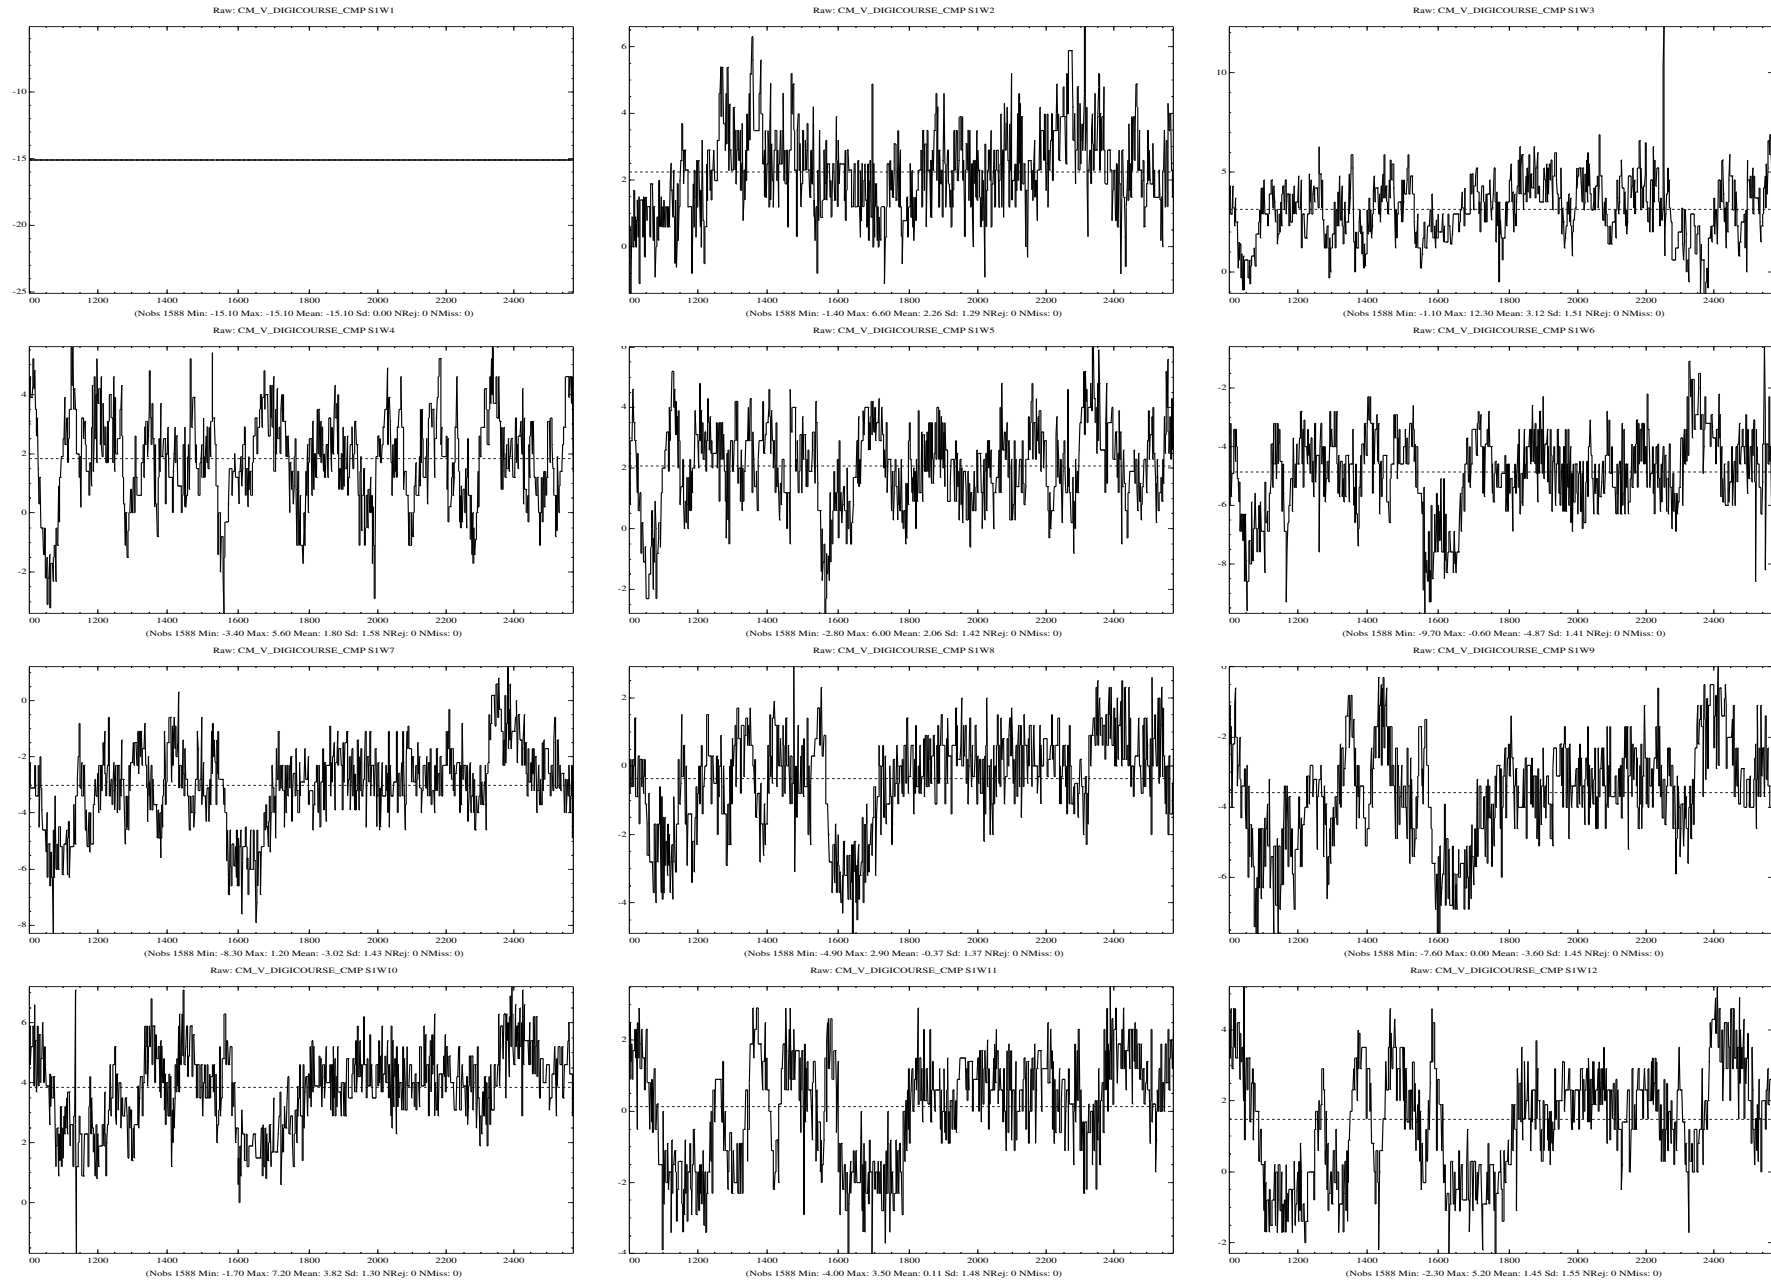 Raw: CM_V_DIGICOURSE_CMP S1W1
-10
-15
-20
-25
00 1200 1400 1600 1800 2000 2200 2400
(Nobs 1588 Min: -15.10 Max: -15.10 Mean: -15.10 Sd: 0.00 NRej: 0 NMiss: 0)
Raw: CM_V_DIGICOURSE_CMP S1W2
6
4
2
0
00 1200 1400 1600 1800 2000 2200 2400
(Nobs 1588 Min: -1.40 Max: 6.60 Mean: 2.26 Sd: 1.29 NRej: 0 NMiss: 0)
Raw: CM_V_DIGICOURSE_CMP S1W3
10
5
0
00 1200 1400 1600 1800 2000 2200 2400
(Nobs 1588 Min: -1.10 Max: 12.30 Mean: 3.12 Sd: 1.51 NRej: 0 NMiss: 0)
Raw: CM_V_DIGICOURSE_CMP S1W4
4
2
0
-2
00 1200 1400 1600 1800 2000 2200 2400
(Nobs 1588 Min: -3.40 Max: 5.60 Mean: 1.80 Sd: 1.58 NRej: 0 NMiss: 0)
Raw: CM_V_DIGICOURSE_CMP S1W5
6
4
2
0
-2
00 1200 1400 1600 1800 2000 2200 2400
(Nobs 1588 Min: -2.80 Max: 6.00 Mean: 2.06 Sd: 1.42 NRej: 0 NMiss: 0)
Raw: CM_V_DIGICOURSE_CMP S1W6
-2
-4
-6
-8
00 1200 1400 1600 1800 2000 2200 2400
(Nobs 1588 Min: -9.70 Max: -0.60 Mean: -4.87 Sd: 1.41 NRej: 0 NMiss: 0)
Raw: CM_V_DIGICOURSE_CMP S1W7
0
-2
-4
-6
-8
00 1200 1400 1600 1800 2000 2200 2400
(Nobs 1588 Min: -8.30 Max: 1.20 Mean: -3.02 Sd: 1.43 NRej: 0 NMiss: 0)
Raw: CM_V_DIGICOURSE_CMP S1W8
2
0
-2
-4
00 1200 1400 1600 1800 2000 2200 2400
(Nobs 1588 Min: -4.90 Max: 2.90 Mean: -0.37 Sd: 1.37 NRej: 0 NMiss: 0)
Raw: CM_V_DIGICOURSE_CMP S1W9
0
-2
-4
-6
00 1200 1400 1600 1800 2000 2200 2400
(Nobs 1588 Min: -7.60 Max: 0.00 Mean: -3.60 Sd: 1.45 NRej: 0 NMiss: 0)
Raw: CM_V_DIGICOURSE_CMP S1W10
6
4
2
0
00 1200 1400 1600 1800 2000 2200 2400
(Nobs 1588 Min: -1.70 Max: 7.20 Mean: 3.82 Sd: 1.30 NRej: 0 NMiss: 0)
Raw: CM_V_DIGICOURSE_CMP S1W11
2
0
-2
-4
00 1200 1400 1600 1800 2000 2200 2400
(Nobs 1588 Min: -4.00 Max: 3.50 Mean: 0.11 Sd: 1.48 NRej: 0 NMiss: 0)
Raw: CM_V_DIGICOURSE_CMP S1W12
4
2
0
-2
00 1200 1400 1600 1800 2000 2200 2400
(Nobs 1588 Min: -2.30 Max: 5.20 Mean: 1.45 Sd: 1.55 NRej: 0 NMiss: 0)